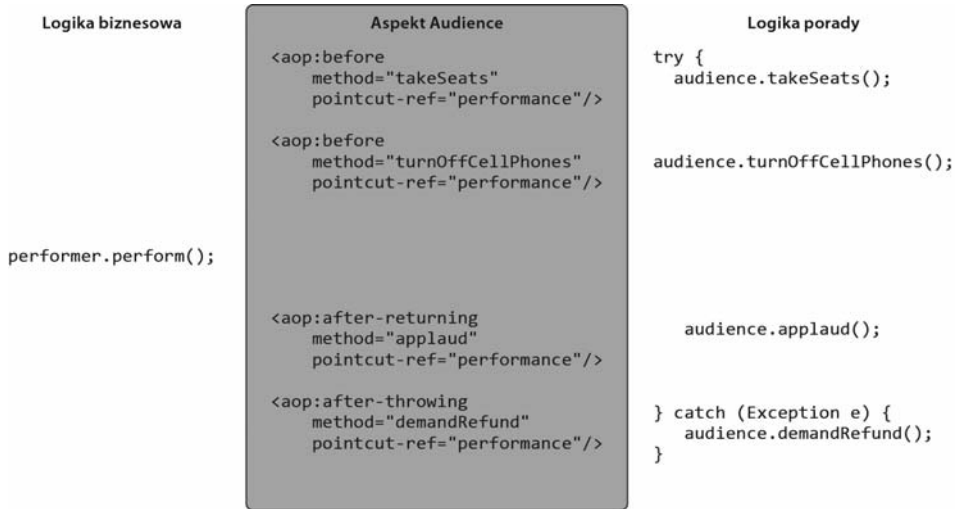 Logika biznesowa
Aspekt Audience
Logika porady
<aop:before
method="takeSeats"
pointcut-ref="performance"/>
try {
audience.takeSeats();
<aop:before
method="turnOffCellPhones"
pointcut-ref="performance"/>
audience.turnOffCellPhones();
performer.perform();
<aop:after-returning
method="applaud"
pointcut-ref="performance"/>
audience.applaud();
<aop:after-throwing
method="demandRefund"
pointcut-ref="performance"/>
} catch (Exception e) {
audience.demandRefund();
}